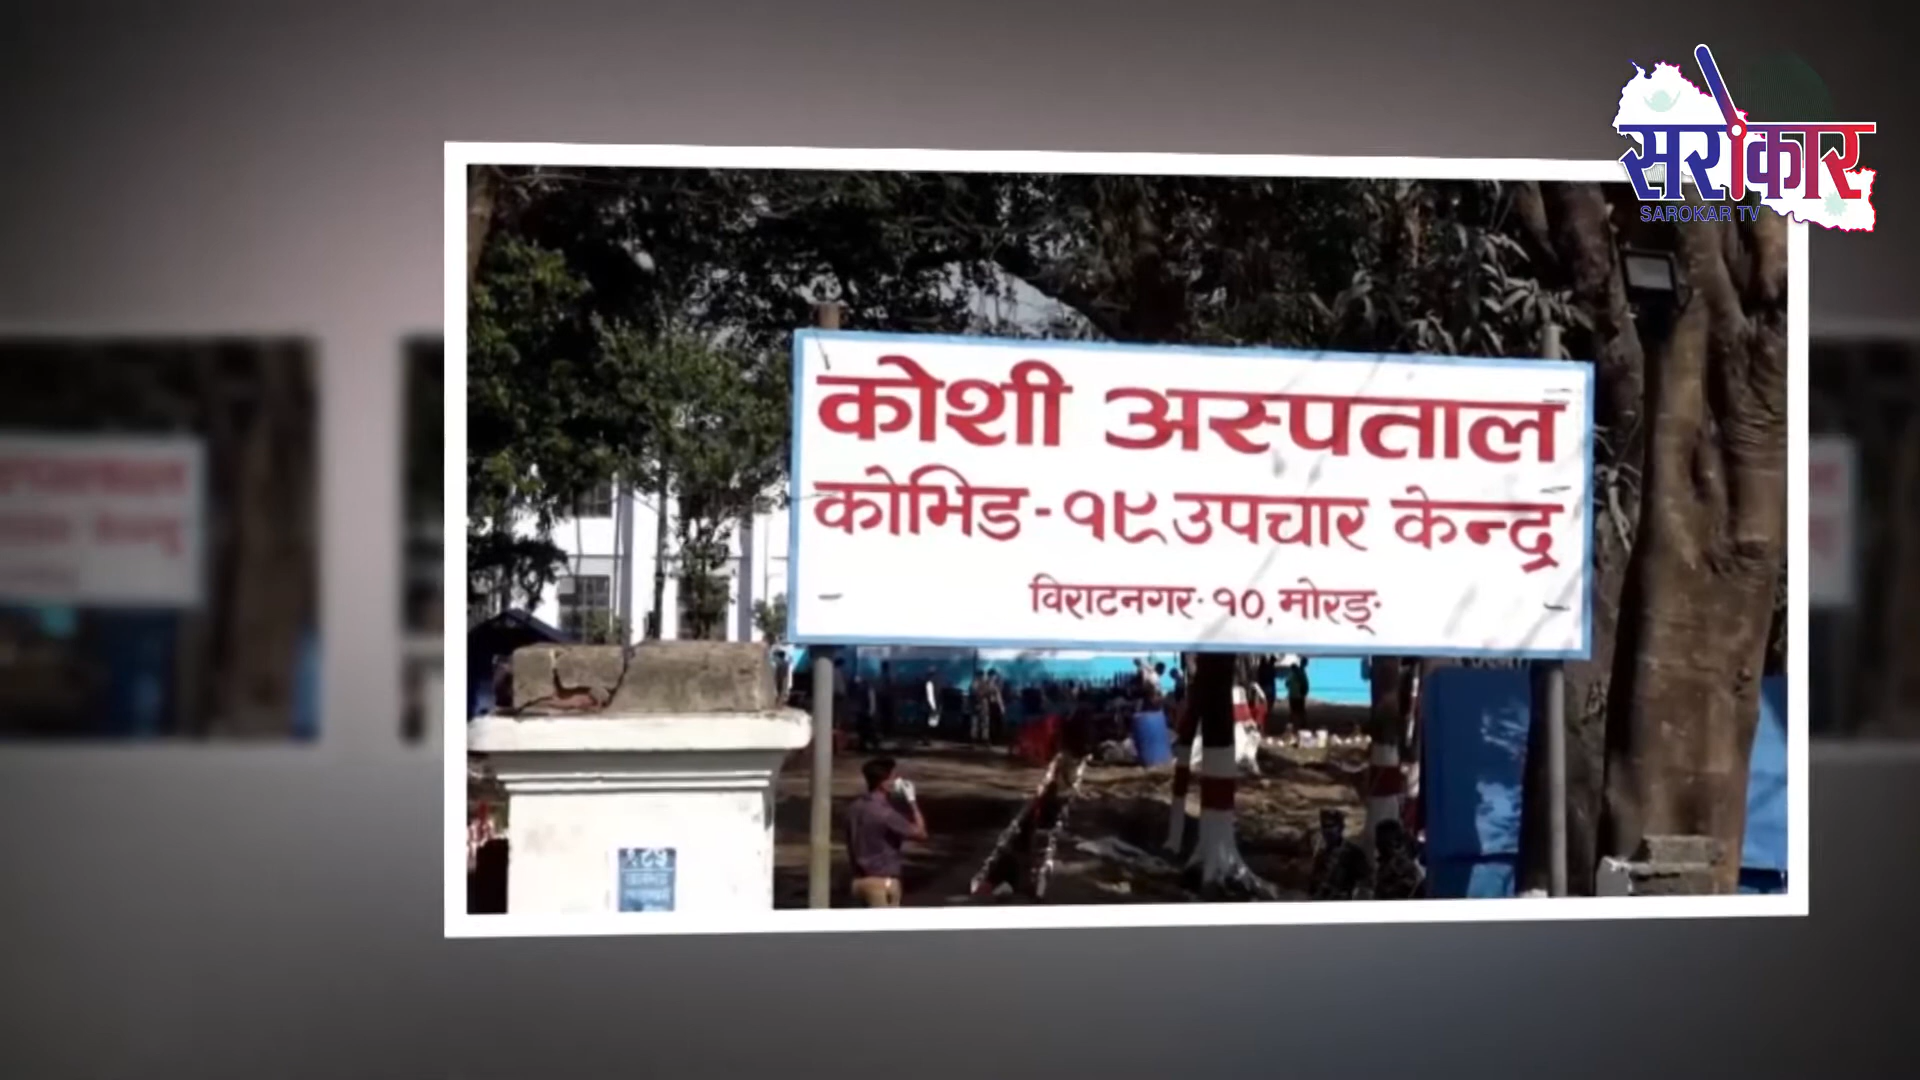 सरोकार
SAROKAR TV
कोशी अस्पताल
कोभिड-१९ उपचार केन्द्र
विराटनगर-१०, मोरङ्